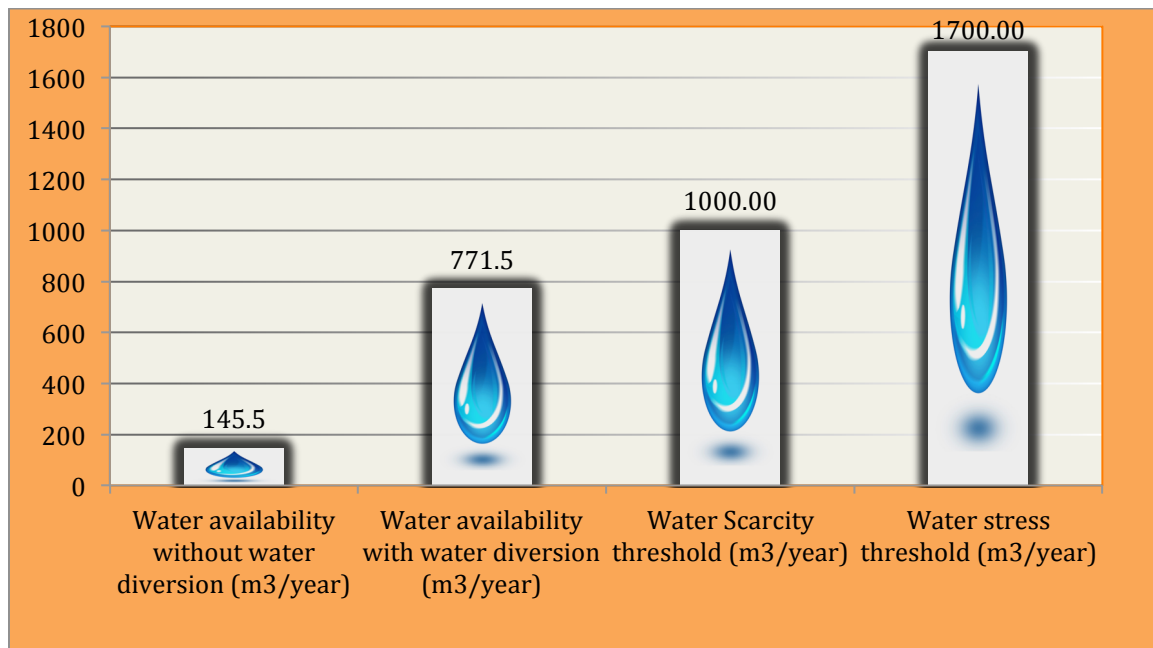 1800
1600
1400
1200
1000
800
600
400
200
0
145.5
771.5
1000.00
1700.00
Water availability
without water
diversion (m3/year)
Water availability
with water diversion
(m3/year)
Water Scarcity
threshold (m3/year)
Water stress
threshold (m3/year)